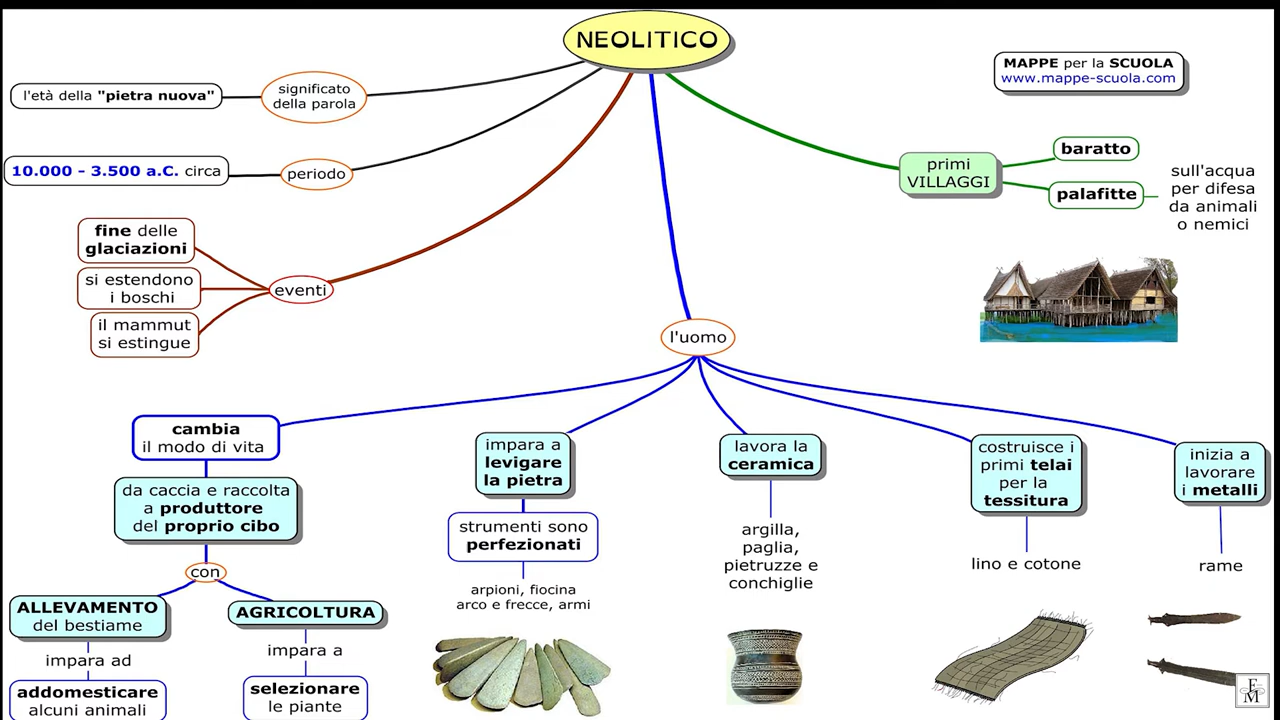 NEOLITICO
MAPPE per la SCUOLA
www.mappe-scuola.com
l'età della "pietra nuova"
significato
della parola
10.000 - 3.500 a.C. circa
periodo
fine delle
glaciazioni
si estendono
i boschi
il mammut
si estingue
eventi
primi
VILLAGGI
baratto
palafitte
sull'acqua
per difesa
da animali
o nemici
l'uomo
cambia
il modo di vita
da caccia e raccolta
a produttore
del proprio cibo
con
ALLEVAMENTO
del bestiame
impara ad
addomesticare
alcuni animali
AGRICOLTURA
impara a
selezionare
le piante
impara a
levigare
la pietra
strumenti sono
perfezionati
arpioni, fiocina
arco e frecce, armi
lavora la
ceramica
argilla,
paglia,
pietruzze e
conchiglie
costruisce i
primi telai
per la
tessitura
lino e cotone
inizia a
lavorare
i metalli
rame
F
M